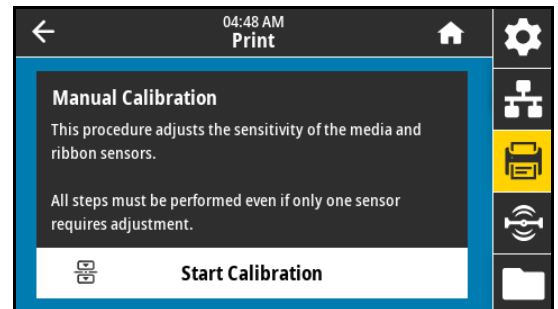 04:48 AM
Print
Manual Calibration
This procedure adjusts the sensitivity of the media and
ribbon sensors.
All steps must be performed even if only one sensor
requires adjustment.
Start Calibration